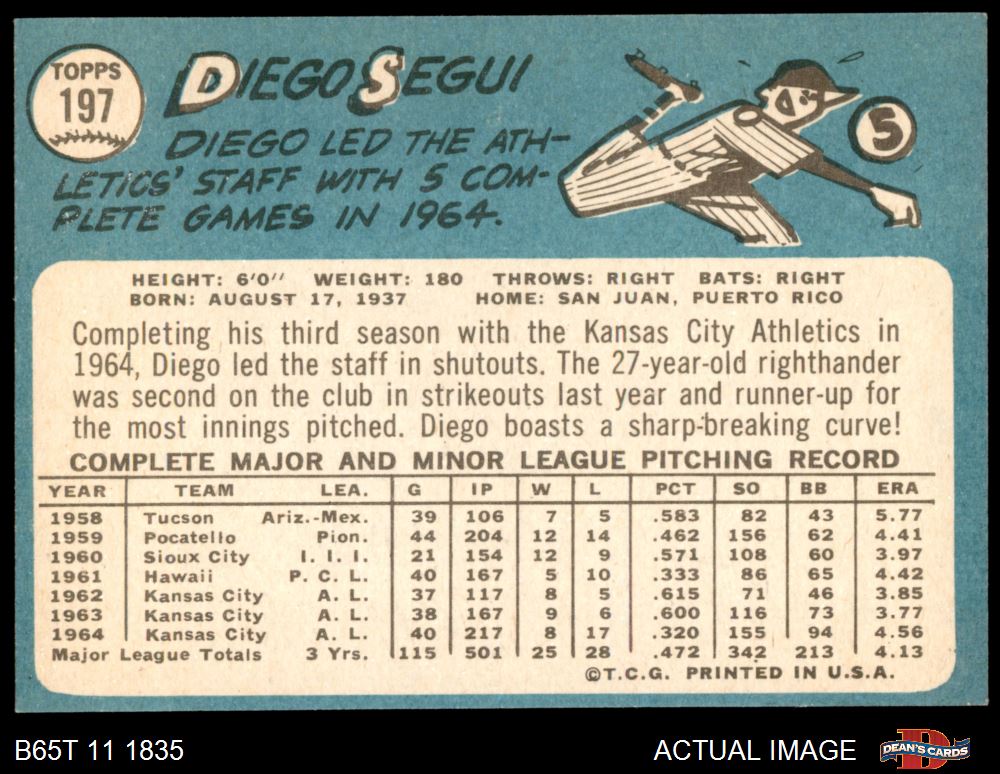 TOPPS
197
DIEGO SEGUI
DIEGO LED THE ATH-
LETICS' STAFF WITH 5 COM-
PLETE GAMES IN 1964.
5
HEIGHT: 6'0" WEIGHT: 180 THROWS: RIGHT BATS: RIGHT
BORN: AUGUST 17, 1937 HOME: SAN JUAN, PUERTO RICO
Completing his third season with the Kansas City Athletics in
1964, Diego led the staff in shutouts. The 27-year-old righthander
was second on the club in strikeouts last year and runner-up for
the most innings pitched. Diego boasts a sharp-breaking curve!
COMPLETE MAJOR AND MINOR LEAGUE PITCHING RECORD
YEAR TEAM LEA. G IP W L PCT SO BB ERA
1958 Tucson Ariz.-Mex. 39 106 7 5 .583 82 43 5.77
1959 Pocatello Pion. 44 204 12 14 .462 156 62 4.41
1960 Sioux City I. I. I. 21 154 12 9 .571 108 60 3.97
1961 Hawaii P. C. L. 40 167 5 10 .333 86 65 4.42
1962 Kansas City A. L. 37 117 8 5 .615 71 46 3.85
1963 Kansas City A. L. 38 167 9 6 .600 116 73 3.77
1964 Kansas City A. L. 40 217 8 17 .320 155 94 4.56
Major League Totals 3 Yrs. 115 501 25 28 .472 342 213 4.13
©T.C.G. PRINTED IN U.S.A.
B65T 11 1835 ACTUAL IMAGE DEAN'S CARDS